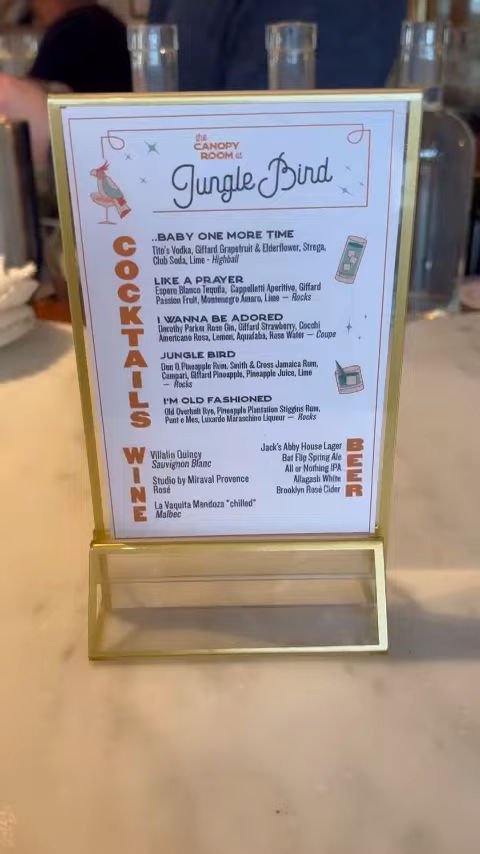 the
CANOPY
ROOM at
Jungle Bird
COCKTAILS
..BABY ONE MORE TIME
Tito's Vodka, Giffard Grapefruit & Elderflower, Strega,
Club Soda, Lime - Highball
LIKE A PRAYER
Espero Blanco Tequila, Cappelletti Aperitivo, Giffard
Passion Fruit, Montenegro Amaro, Lime — Rocks
I WANNA BE ADORED
Dorothy Parker Rose Gin, Giffard Strawberry, Cocchi
Americano Rosa, Lemon, Aquafaba, Rose Water — Coupe
JUNGLE BIRD
Don Q Pineapple Rum, Smith & Cross Jamaica Rum,
Campari, Giffard Pineapple, Pineapple Juice, Lime
— Rocks
I'M OLD FASHIONED
Old Overholt Rye, Pineapple Plantation Stiggins Rum,
Punt e Mes, Luxardo Maraschino Liqueur — Rocks
WINE
Villalin Quincy
Sauvignon Blanc
Studio by Miraval Provence
Rosé
La Vaquita Mendoza "chilled"
Malbec
BEER
Jack's Abby House Lager
Bat Flip Spring Ale
All or Nothing IPA
Allagash White
Brooklyn Rosé Cider